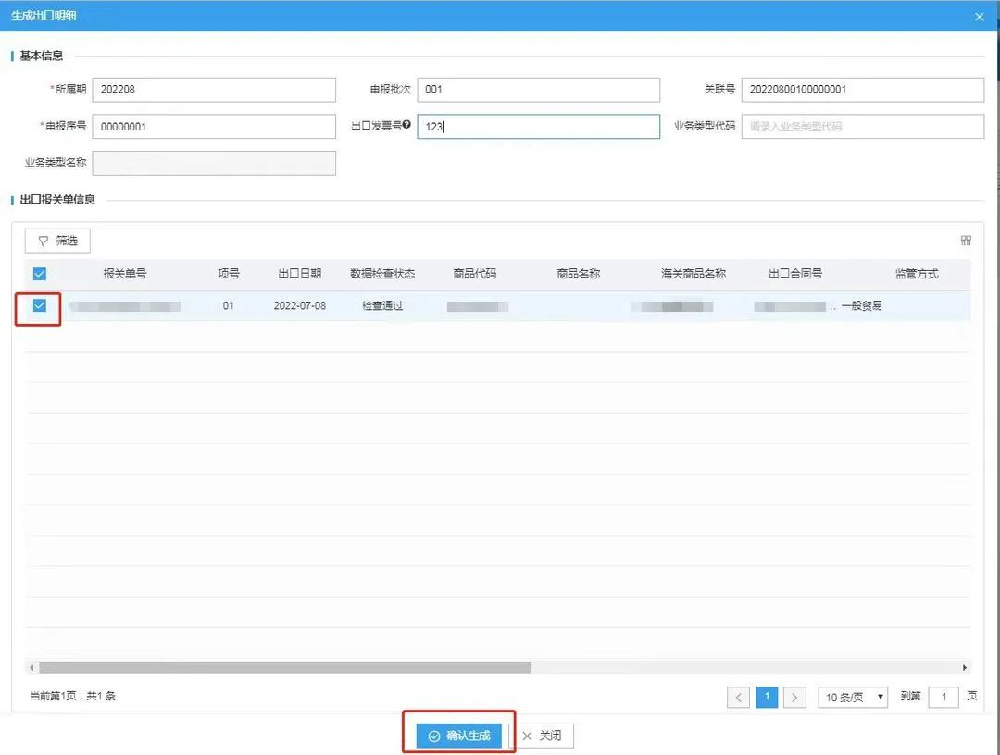 生成出口明细
基本信息
*所属期 202208 申报批次 001 关联号 20220800100000001
*申报序号 00000001 出口发票号 123 业务类型代码 请录入业务类型代码
业务类型名称
出口报关单信息
筛选
报关单号 项号 出口日期 数据检查状态 商品代码 商品名称 海关商品名称 出口合同号 监管方式
01 2022-07-08 检查通过 .. 一般贸易
当前第1页，共1条 1 10 条/页 到第 1 页
确认生成 关闭